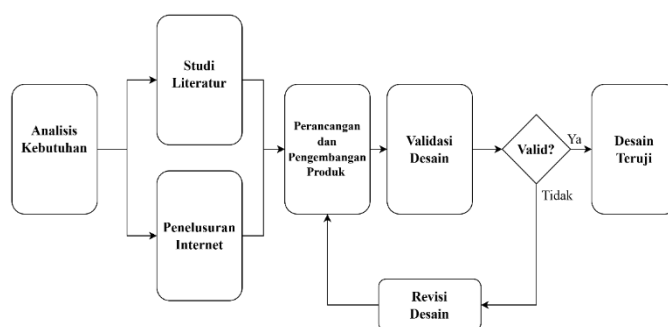 Analisis
Kebutuhan
Studi
Literatur
Penelusuran
Internet
Perancangan
dan
Pengembangan
Produk
Validasi
Desain
Valid?
Ya
Tidak
Desain
Teruji
Revisi
Desain